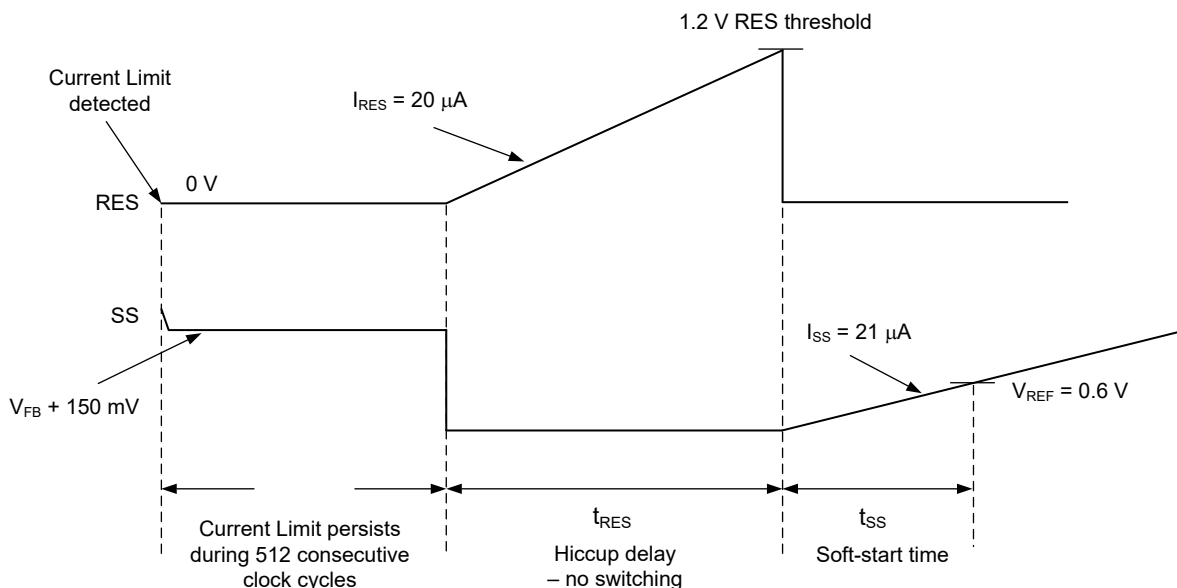 1.2 V RES threshold
Current Limit
detected
I_RES = 20 μA
0 V
RES
SS
I_SS = 21 μA
V_FB + 150 mV
V_REF = 0.6 V
t_RES
t_SS
Current Limit persists
during 512 consecutive
clock cycles
Hiccup delay
– no switching
Soft-start time